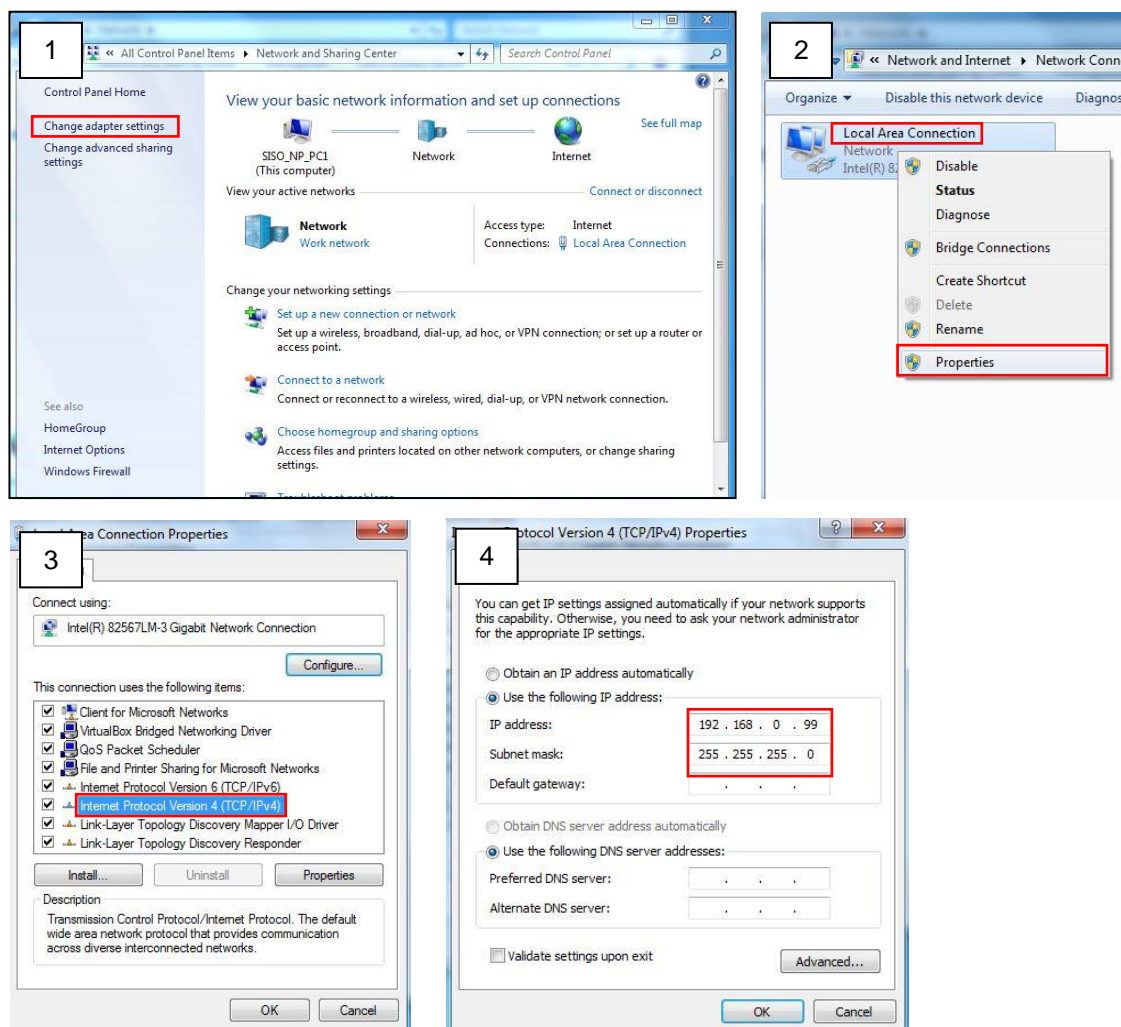 1
« All Control Panel Items ▸ Network and Sharing Center
Search Control Panel
Control Panel Home
Change adapter settings
Change advanced sharing
settings
See also
HomeGroup
Internet Options
Windows Firewall
View your basic network information and set up connections
See full map
SISO_NP_PC1
(This computer)
Network
Internet
View your active networks
Connect or disconnect
Network
Work network
Access type: Internet
Connections: Local Area Connection
Change your networking settings
Set up a new connection or network
Set up a wireless, broadband, dial-up, ad hoc, or VPN connection; or set up a router or
access point.
Connect to a network
Connect or reconnect to a wireless, wired, dial-up, or VPN network connection.
Choose homegroup and sharing options
Access files and printers located on other network computers, or change sharing
settings.
Troubleshoot problems
2
« Network and Internet ▸ Network Conn
Organize Disable this network device Diagnos
Local Area Connection
Network
Intel(R) 8
Disable
Status
Diagnose
Bridge Connections
Create Shortcut
Delete
Rename
Properties
3
ea Connection Properties
Connect using:
Intel(R) 82567LM-3 Gigabit Network Connection
Configure...
This connection uses the following items:
Client for Microsoft Networks
VirtualBox Bridged Networking Driver
QoS Packet Scheduler
File and Printer Sharing for Microsoft Networks
Internet Protocol Version 6 (TCP/IPv6)
Internet Protocol Version 4 (TCP/IPv4)
Link-Layer Topology Discovery Mapper I/O Driver
Link-Layer Topology Discovery Responder
Install... Uninstall Properties
Description
Transmission Control Protocol/Internet Protocol. The default
wide area network protocol that provides communication
across diverse interconnected networks.
OK Cancel
4
otocol Version 4 (TCP/IPv4) Properties
You can get IP settings assigned automatically if your network supports
this capability. Otherwise, you need to ask your network administrator
for the appropriate IP settings.
Obtain an IP address automatically
Use the following IP address:
IP address: 192 . 168 . 0 . 99
Subnet mask: 255 . 255 . 255 . 0
Default gateway: . . .
Obtain DNS server address automatically
Use the following DNS server addresses:
Preferred DNS server: . . .
Alternate DNS server: . . .
Validate settings upon exit
Advanced...
OK Cancel